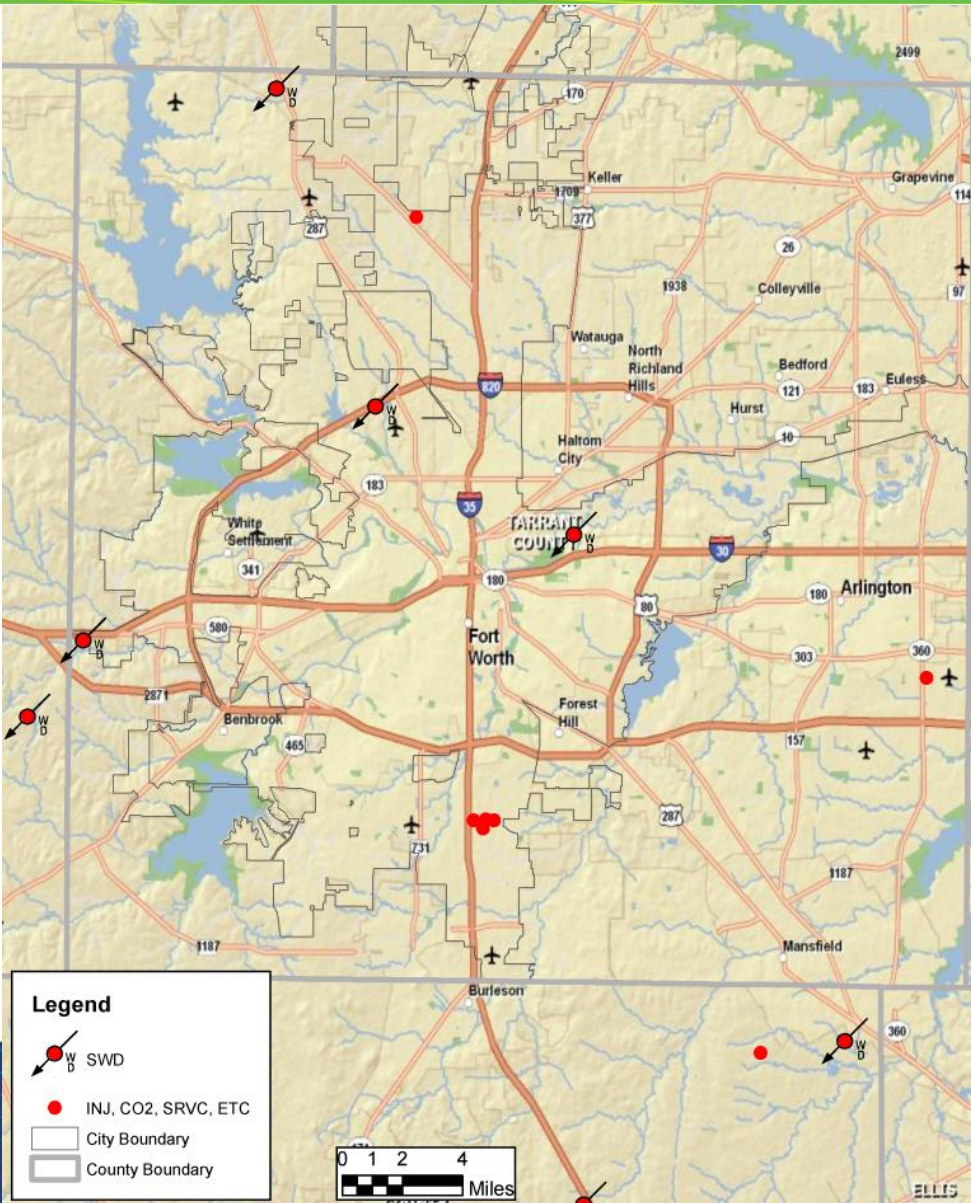 2499
170
W
D
Keller
Grapevine
1709
114
377
287
26
97
1938
Colleyville
Watauga
North
Richland
Hills
Bedford
820
121
183
Euless
W
D
Hurst
10
Haltom
City
183
35
TARRANT
COUNTY
W
D
White
Settlement
30
341
180
180
Arlington
80
580
Fort
Worth
W
D
303
360
2871
Forest
Hill
W
D
Benbrook
465
157
287
731
1187
1187
Mansfield
Burleson
360
W
D
Legend
W
D
SWD
INJ, CO2, SRVC, ETC
City Boundary
County Boundary
0 1 2 4
Miles
ELLIS